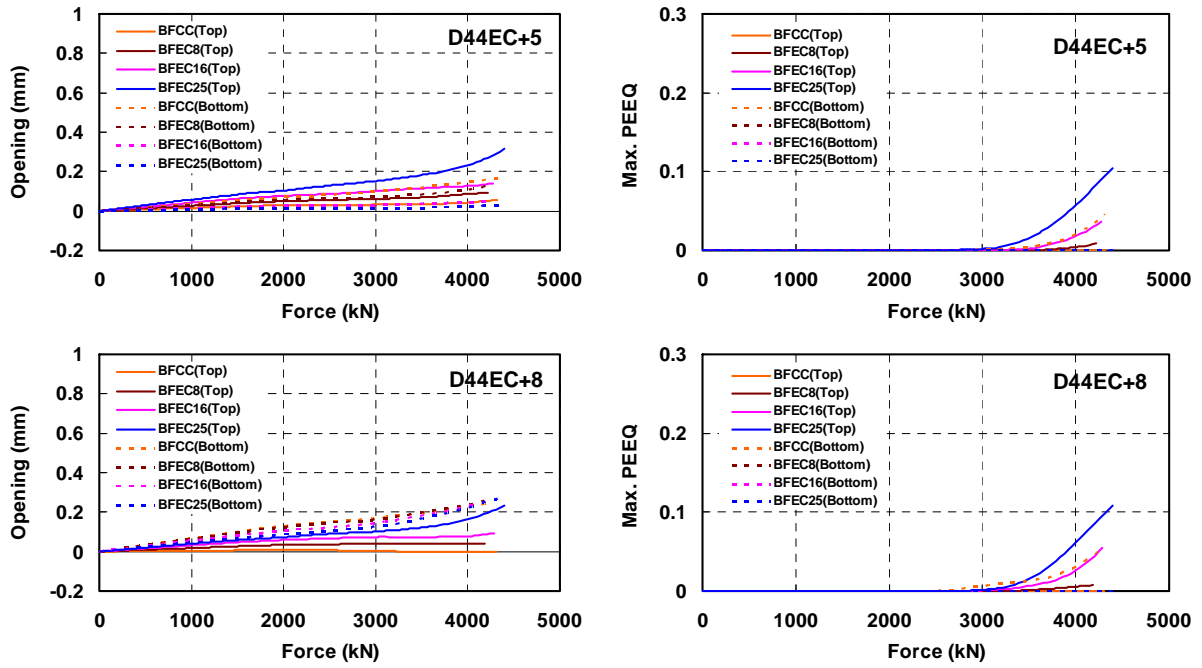 D44EC+5
Opening (mm)
1
0.8
0.6
0.4
0.2
0
-0.2
BFCC(Top)
BFEC8(Top)
BFEC16(Top)
BFEC25(Top)
BFCC(Bottom)
BFEC8(Bottom)
BFEC16(Bottom)
BFEC25(Bottom)
0 1000 2000 3000 4000 5000
Force (kN)
D44EC+5
Max. PEEQ
0.3
0.2
0.1
0
BFCC(Top)
BFEC8(Top)
BFEC16(Top)
BFEC25(Top)
BFCC(Bottom)
BFEC8(Bottom)
BFEC16(Bottom)
BFEC25(Bottom)
0 1000 2000 3000 4000 5000
Force (kN)
D44EC+8
Opening (mm)
1
0.8
0.6
0.4
0.2
0
-0.2
BFCC(Top)
BFEC8(Top)
BFEC16(Top)
BFEC25(Top)
BFCC(Bottom)
BFEC8(Bottom)
BFEC16(Bottom)
BFEC25(Bottom)
0 1000 2000 3000 4000 5000
Force (kN)
D44EC+8
Max. PEEQ
0.3
0.2
0.1
0
BFCC(Top)
BFEC8(Top)
BFEC16(Top)
BFEC25(Top)
BFCC(Bottom)
BFEC8(Bottom)
BFEC16(Bottom)
BFEC25(Bottom)
0 1000 2000 3000 4000 5000
Force (kN)